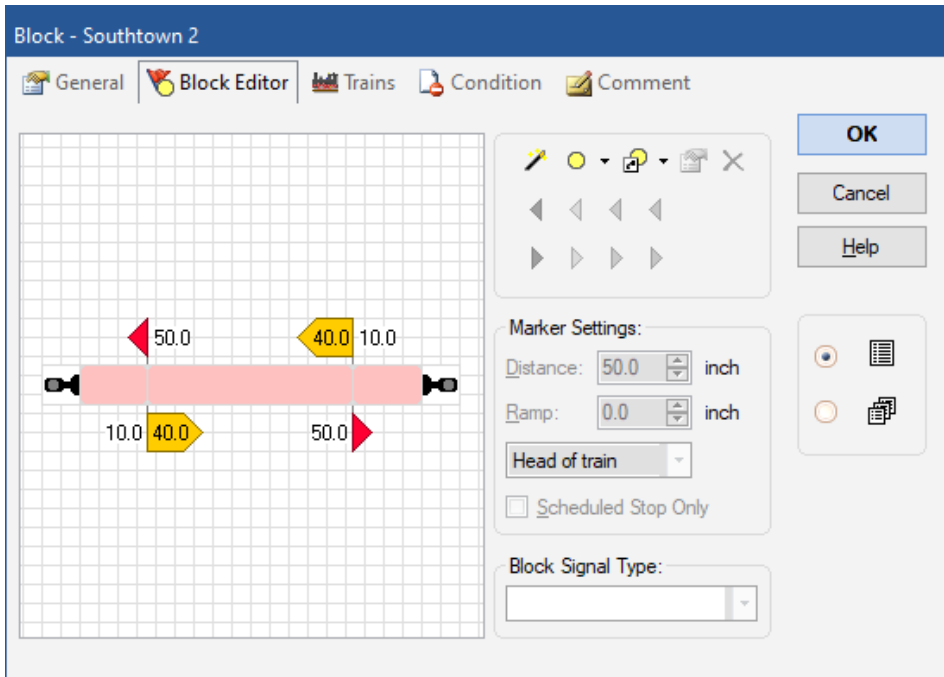 Block - Southtown 2
General Block Editor Trains Condition Comment
OK
Cancel
Help
50.0 40.0 10.0
10.0 40.0 50.0
Marker Settings:
Distance: 50.0 inch
Ramp: 0.0 inch
Head of train
Scheduled Stop Only
Block Signal Type: